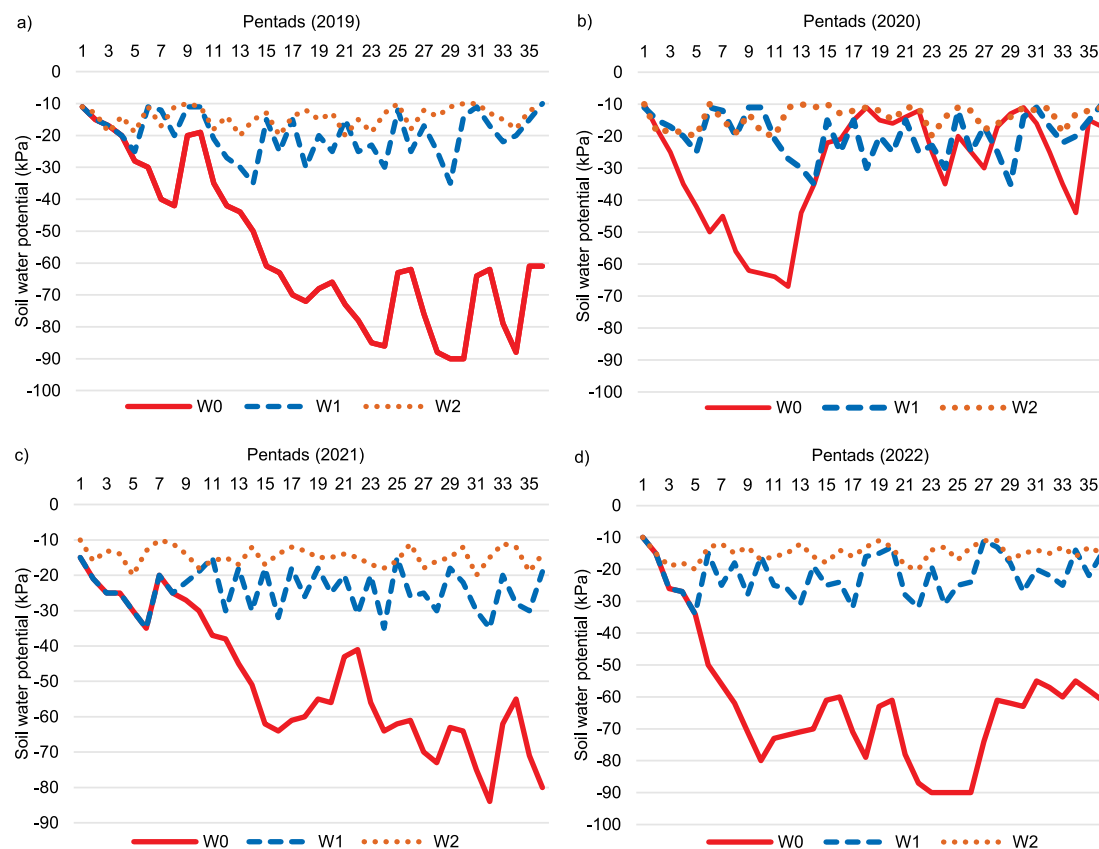 a)
Pentads (2019)
1 3 5 7 9 11 13 15 17 19 21 23 25 27 29 31 33 35
0
-10
-20
-30
-40
-50
-60
-70
-80
-90
-100
Soil water potential (kPa)
W0 W1 W2
b)
Pentads (2020)
1 3 5 7 9 11 13 15 17 19 21 23 25 27 29 31 33 35
0
-10
-20
-30
-40
-50
-60
-70
-80
-90
-100
Soil water potential (kPa)
W0 W1 W2
c)
Pentads (2021)
1 3 5 7 9 11 13 15 17 19 21 23 25 27 29 31 33 35
0
-10
-20
-30
-40
-50
-60
-70
-80
-90
Soil water potential (kPa)
W0 W1 W2
d)
Pentads (2022)
1 3 5 7 9 11 13 15 17 19 21 23 25 27 29 31 33 35
0
-10
-20
-30
-40
-50
-60
-70
-80
-90
-100
Soil water potential (kPa)
W0 W1 W2